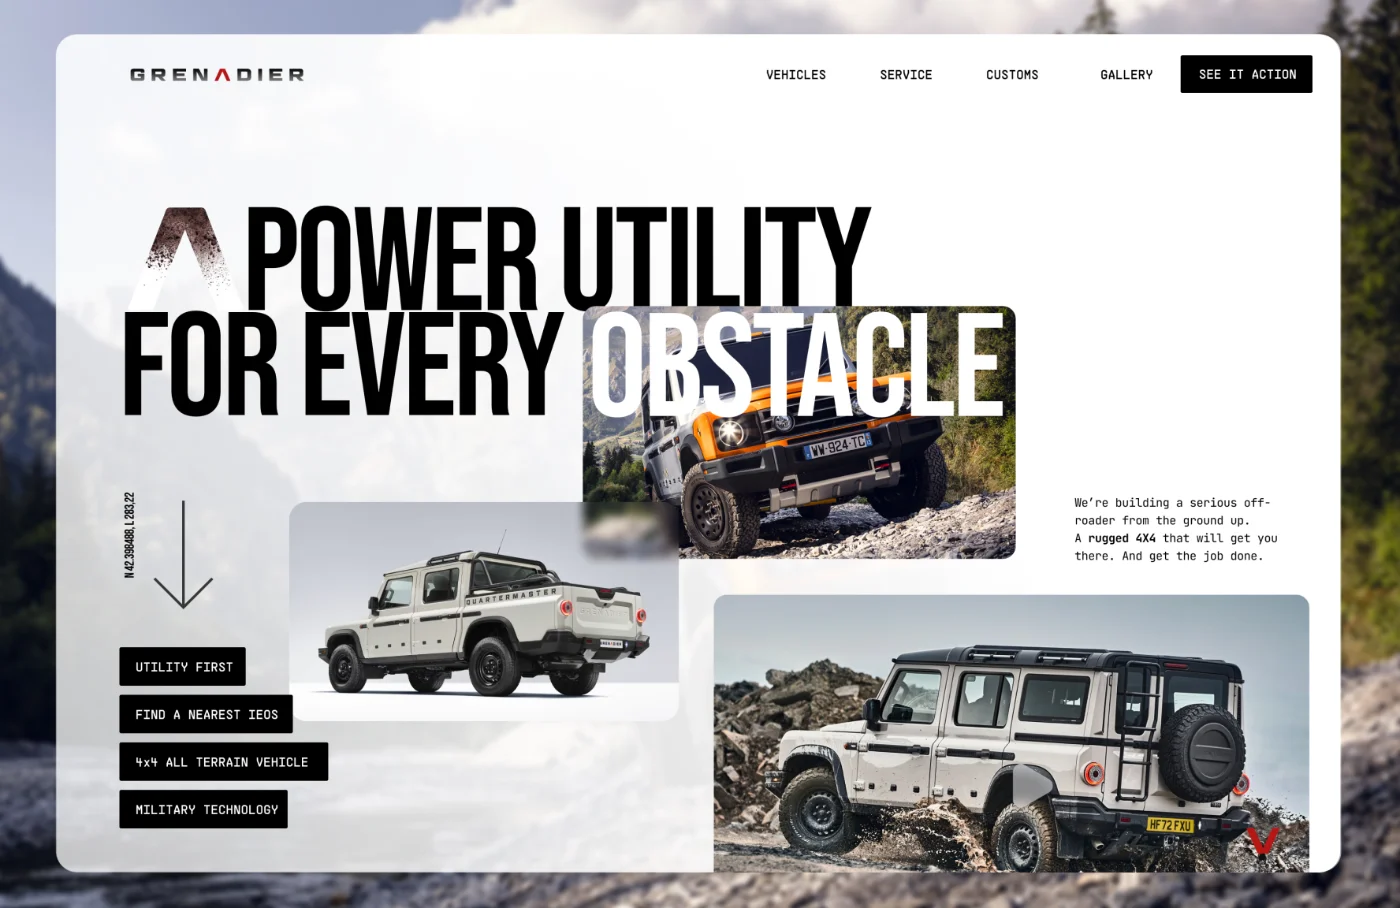 GRENADIER
VEHICLES
SERVICE
CUSTOMS
GALLERY
SEE IT ACTION
POWER UTILITY
FOR EVERY OBSTACLE
WW-924-TC
N 42.398488, L 283,22
We're building a serious off-
roader from the ground up.
A rugged 4X4 that will get you
there. And get the job done.
QUARTERMASTER
UTILITY FIRST
FIND A NEAREST IEOS
4x4 ALL TERRAIN VEHICLE
MILITARY TECHNOLOGY
HF72 FXU